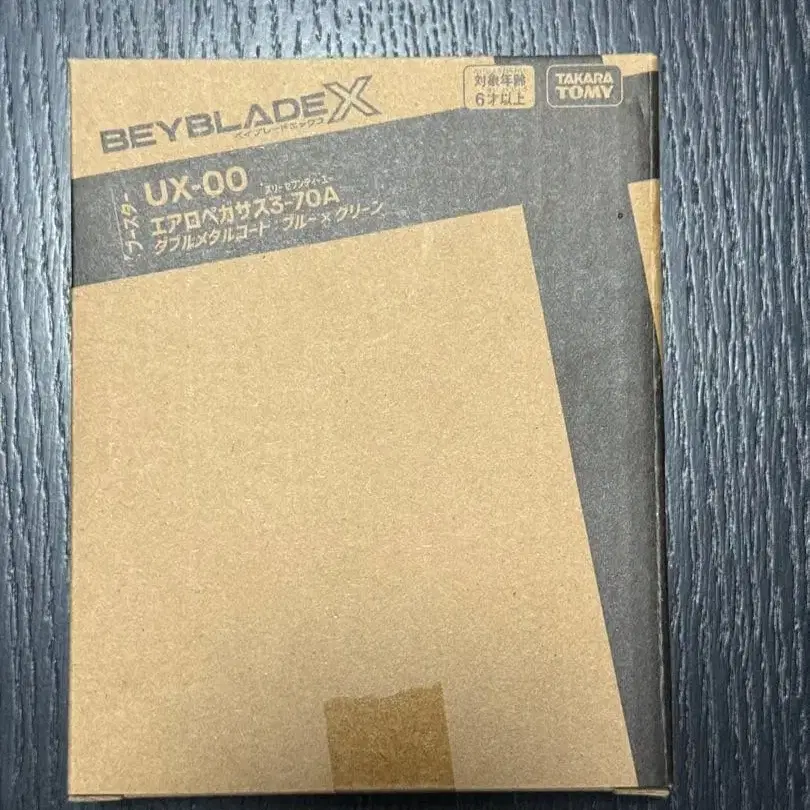 BEYBLADE X
ベイブレードエックス
対象年齢
6才以上
TAKARA
TOMY
ブースター
UX-00
スリーセブンティーエー
エアロペガサス3-70A
ダブルメタルコート ブルー×グリーン